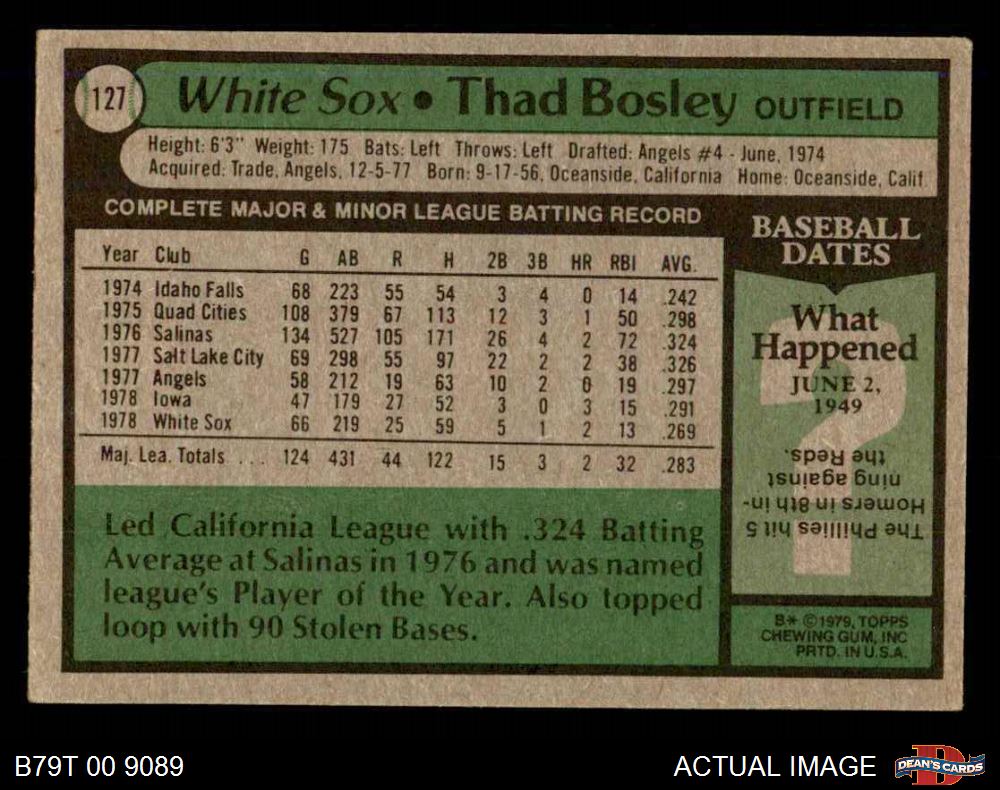 127 White Sox • Thad Bosley OUTFIELD
Height: 6'3" Weight: 175 Bats: Left Throws: Left Drafted: Angels #4 - June, 1974
Acquired: Trade, Angels, 12-5-77 Born: 9-17-56, Oceanside, California Home: Oceanside, Calif.
COMPLETE MAJOR & MINOR LEAGUE BATTING RECORD
Year Club G AB R H 2B 3B HR RBI AVG.
1974 Idaho Falls 68 223 55 54 3 4 0 14 .242
1975 Quad Cities 108 379 67 113 12 3 1 50 .298
1976 Salinas 134 527 105 171 26 4 2 72 .324
1977 Salt Lake City 69 298 55 97 22 2 2 38 .326
1977 Angels 58 212 19 63 10 2 0 19 .297
1978 Iowa 47 179 27 52 3 0 3 15 .291
1978 White Sox 66 219 25 59 5 1 2 13 .269
Maj. Lea. Totals . . . 124 431 44 122 15 3 2 32 .283
Led California League with .324 Batting
Average at Salinas in 1976 and was named
league's Player of the Year. Also topped
loop with 90 Stolen Bases.
BASEBALL
DATES
What
Happened
JUNE 2,
1949
?
The Phillies hit 5
Homers in 8th in-
ning against
the Reds.
B* ©1979, TOPPS
CHEWING GUM, INC
PRTD. IN U.S.A.
B79T 00 9089
ACTUAL IMAGE
D
DEAN'S CARDS